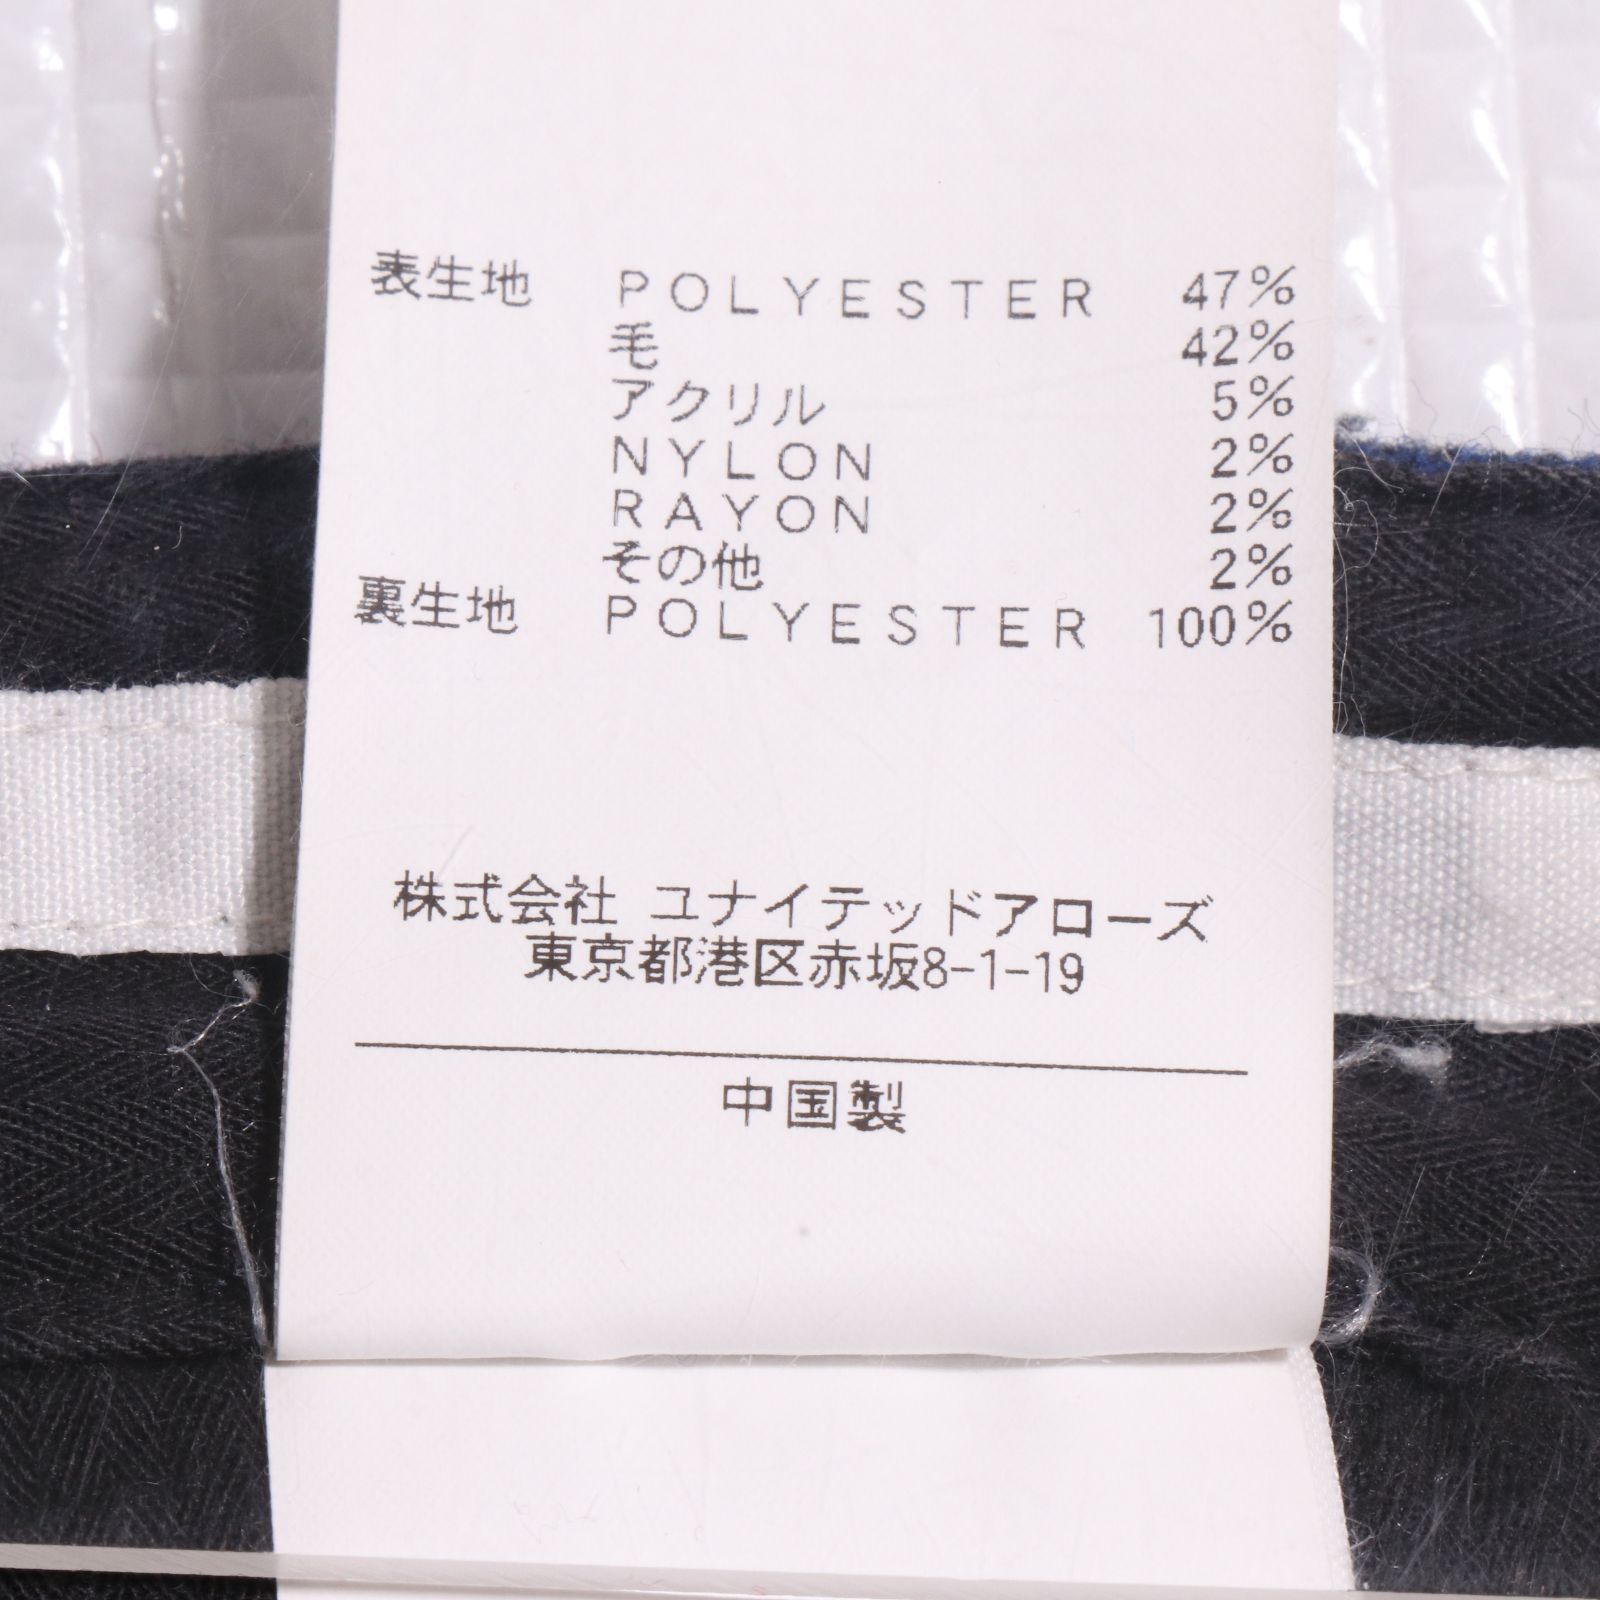 表生地 POLYESTER 47%
毛 42%
アクリル 5%
NYLON 2%
RAYON 2%
その他 2%
裏生地 POLYESTER 100%
株式会社 ユナイテッドアローズ
東京都港区赤坂8-1-19
中国製